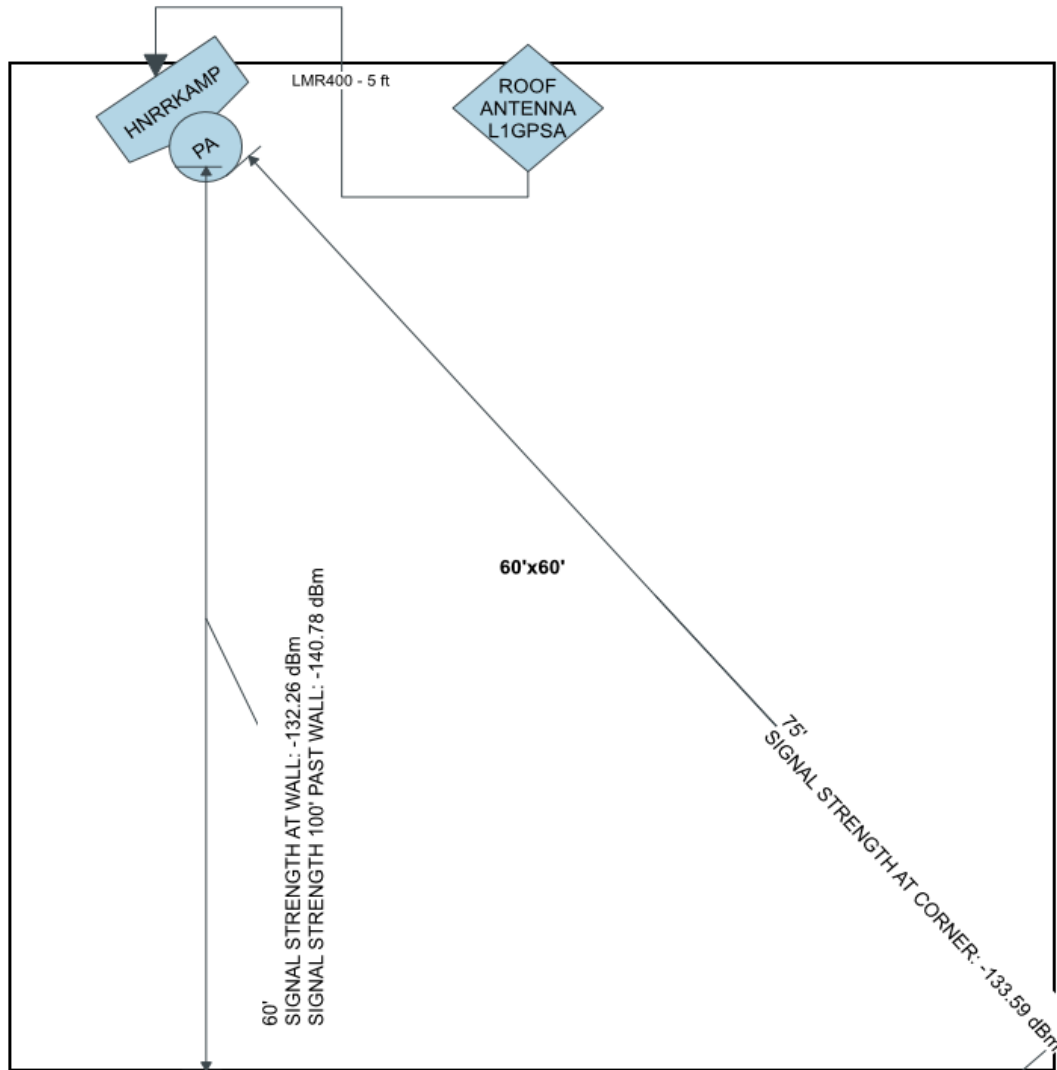 HNRRKAMP
PA
LMR400 - 5 ft
ROOF
ANTENNA
L1GPSA
60'x60'
60'
SIGNAL STRENGTH AT WALL: -132.26 dBm
SIGNAL STRENGTH 100' PAST WALL: -140.78 dBm
75'
SIGNAL STRENGTH AT CORNER: -133.59 dBm